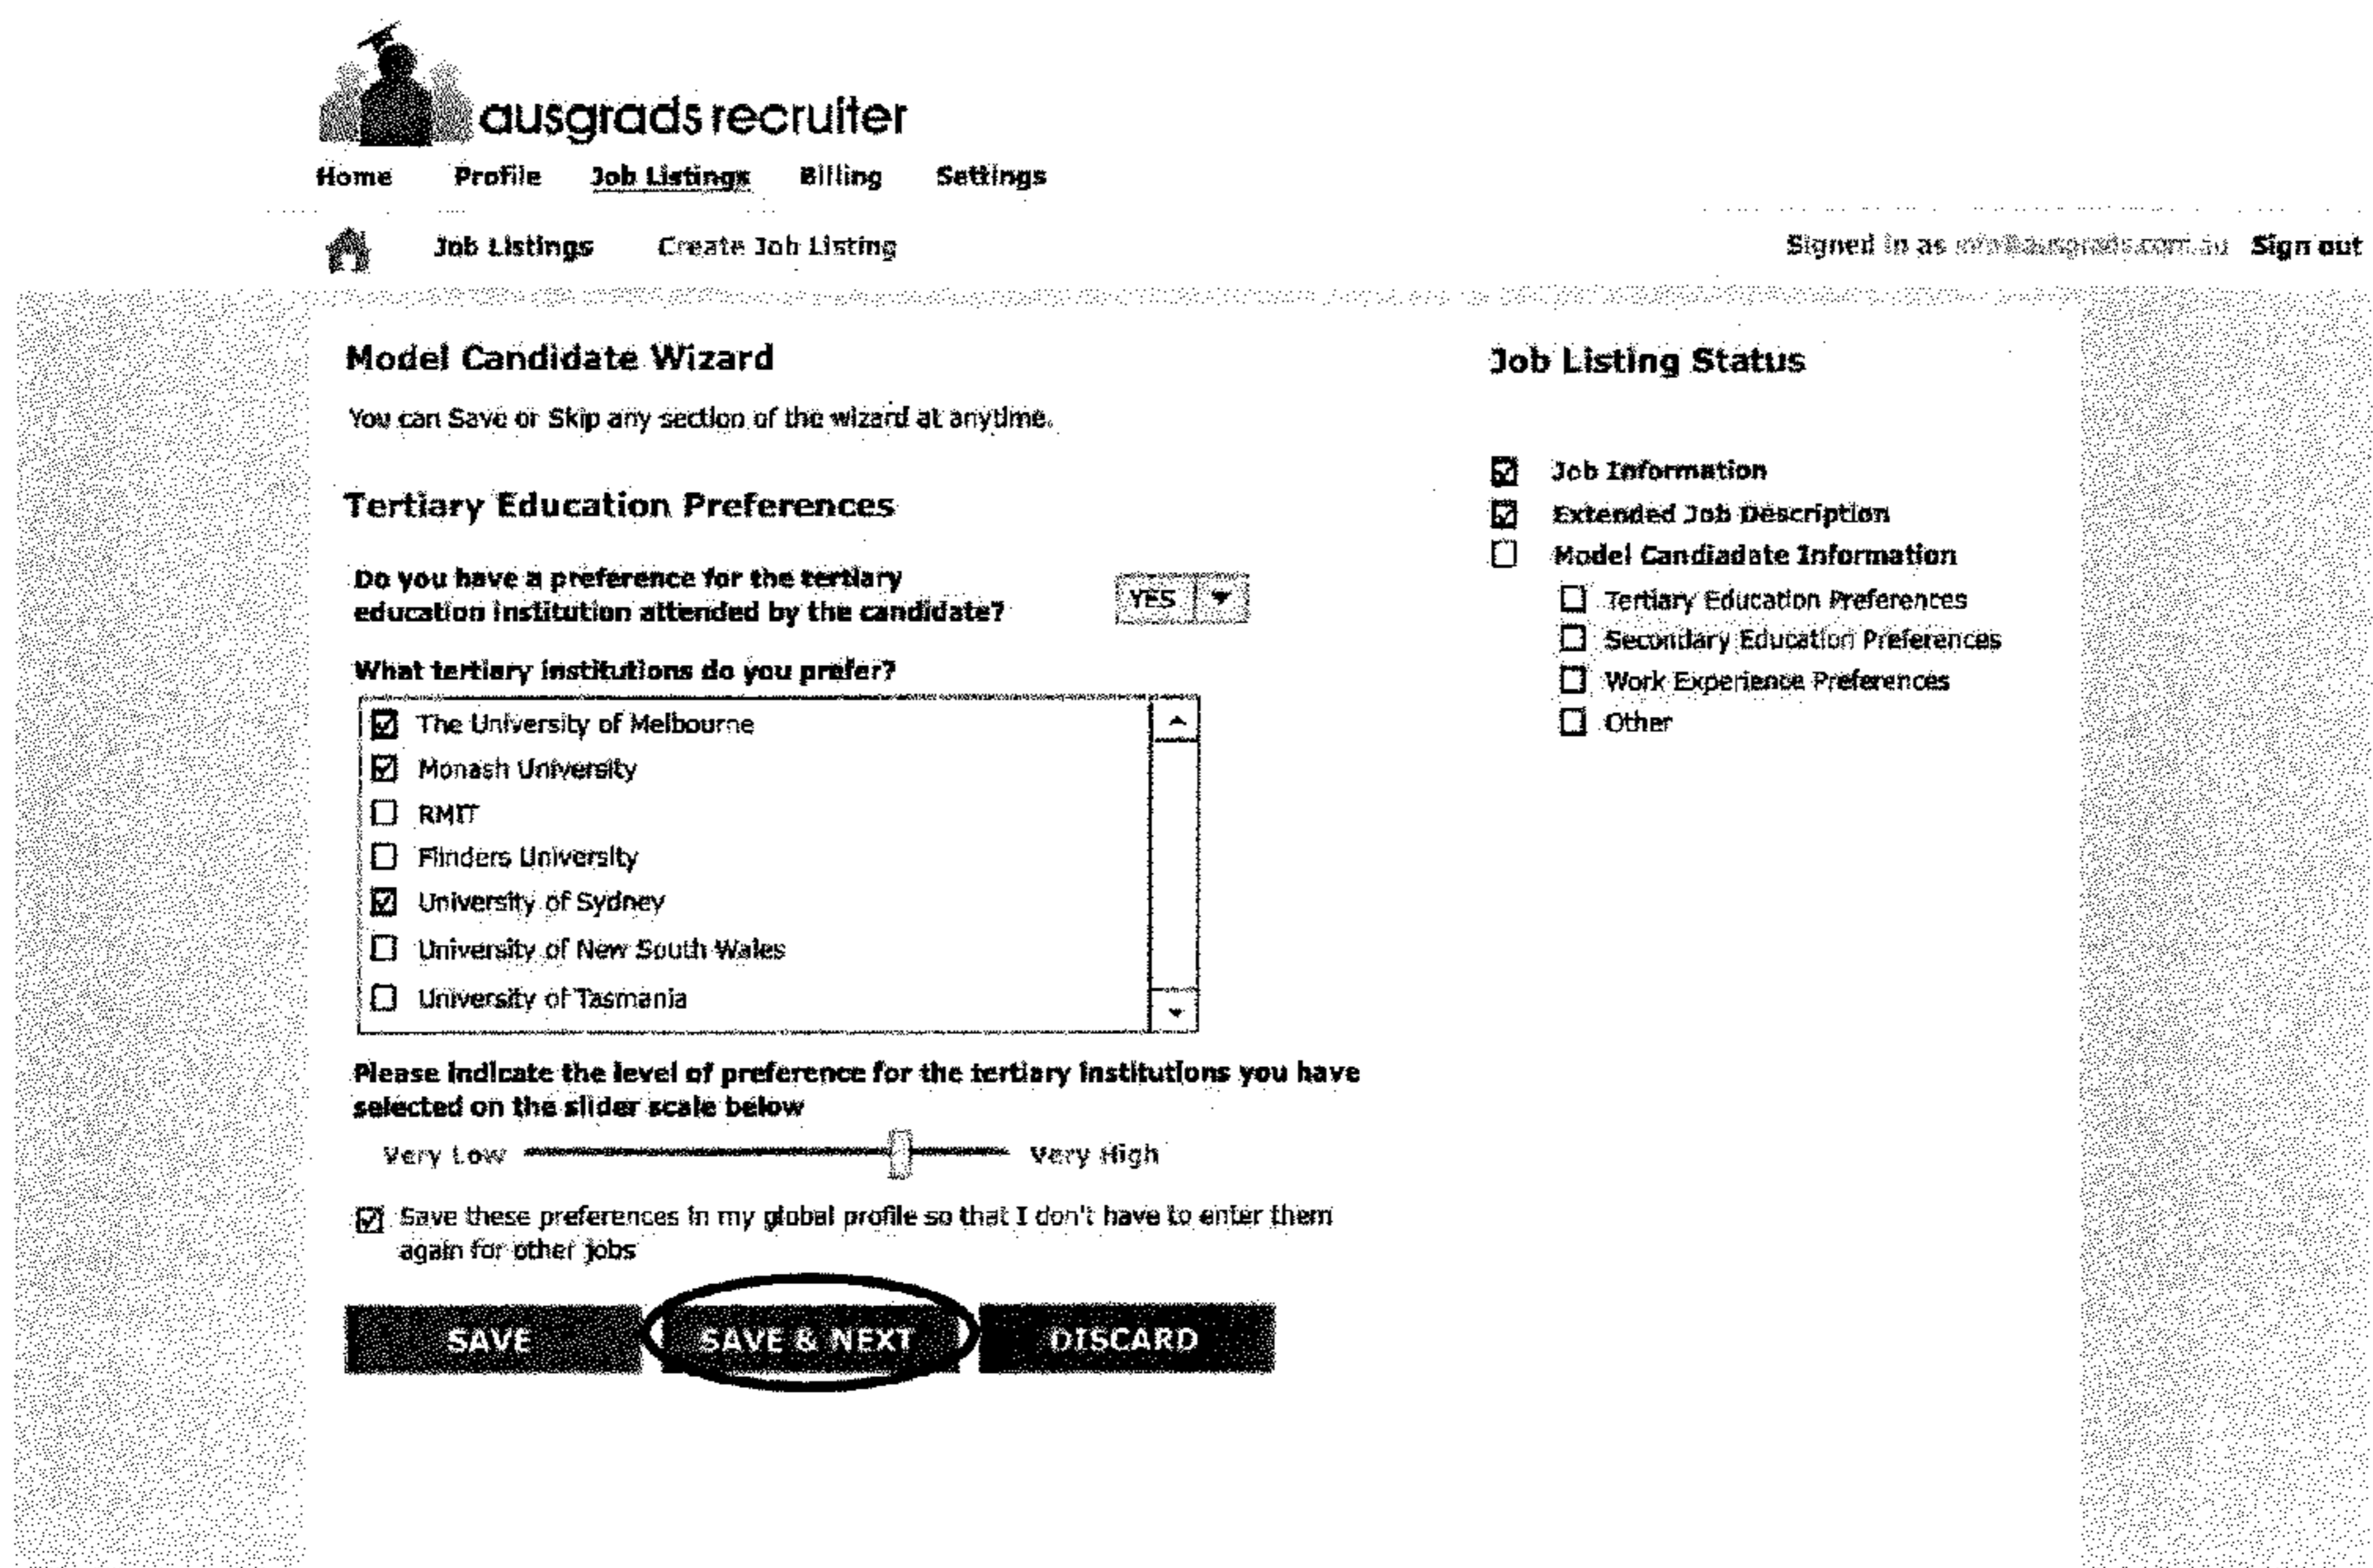 ausgrads recruiter
Home Profile Job Listings Billing Settings
Job Listings Create Job Listing Signed in as info@ausgrads.com.au Sign out
Model Candidate Wizard
You can Save or Skip any section of the wizard at anytime.
Tertiary Education Preferences
Do you have a preference for the tertiary
education institution attended by the candidate?
YES
What tertiary institutions do you prefer?
The University of Melbourne
Monash University
RMIT
Flinders University
University of Sydney
University of New South Wales
University of Tasmania
Please indicate the level of preference for the tertiary institutions you have
selected on the slider scale below
Very Low Very High
Save these preferences in my global profile so that I don't have to enter them
again for other jobs
SAVE SAVE & NEXT DISCARD
Job Listing Status
Job Information
Extended Job Description
Model Candiadate Information
Tertiary Education Preferences
Secondary Education Preferences
Work Experience Preferences
Other